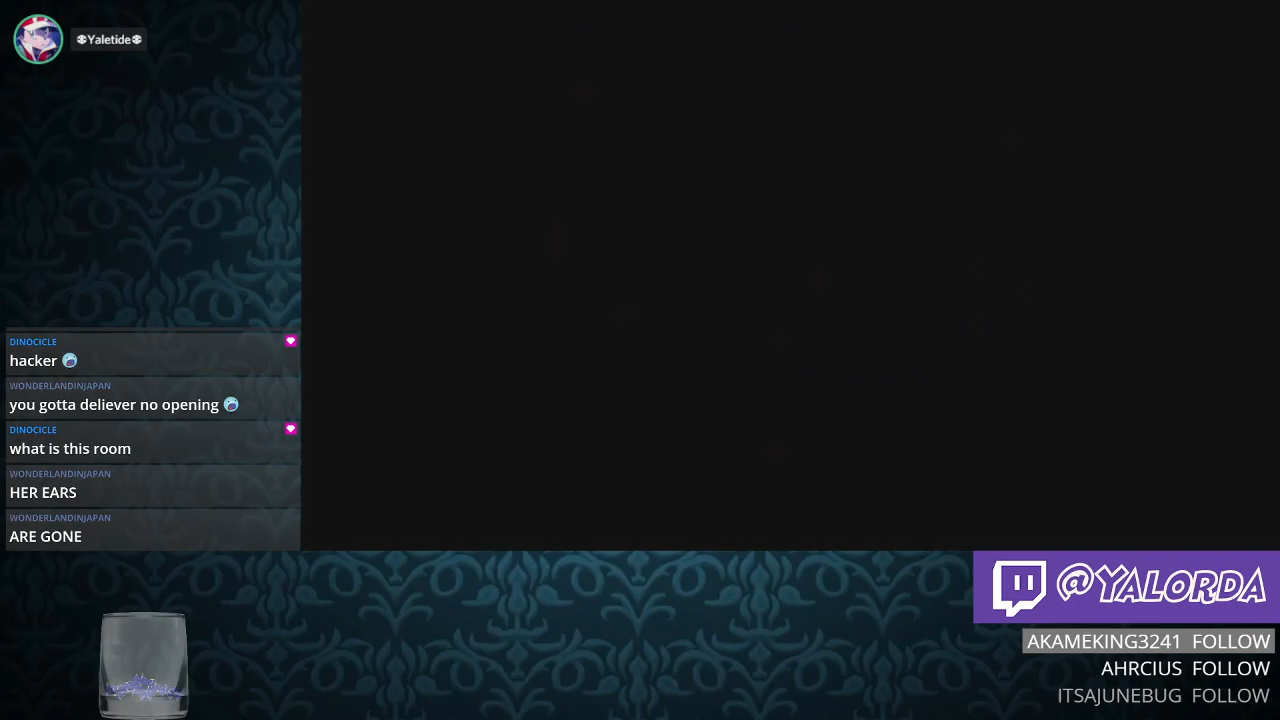 ⚉Yaletide⚉
DINOCICLE
hacker
WONDERLANDINJAPAN
you gotta deliever no opening
DINOCICLE
what is this room
WONDERLANDINJAPAN
HER EARS
WONDERLANDINJAPAN
ARE GONE
@YALORDA
AKAMEKING3241 FOLLOW
AHRCIUS FOLLOW
ITSAJUNEBUG FOLLOW